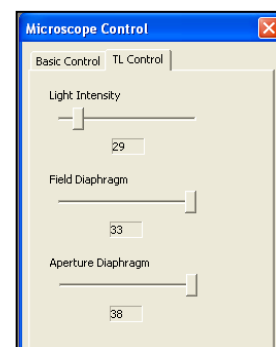 Microscope Control
Basic Control TL Control
Light Intensity
29
Field Diaphragm
33
Aperture Diaphragm
38